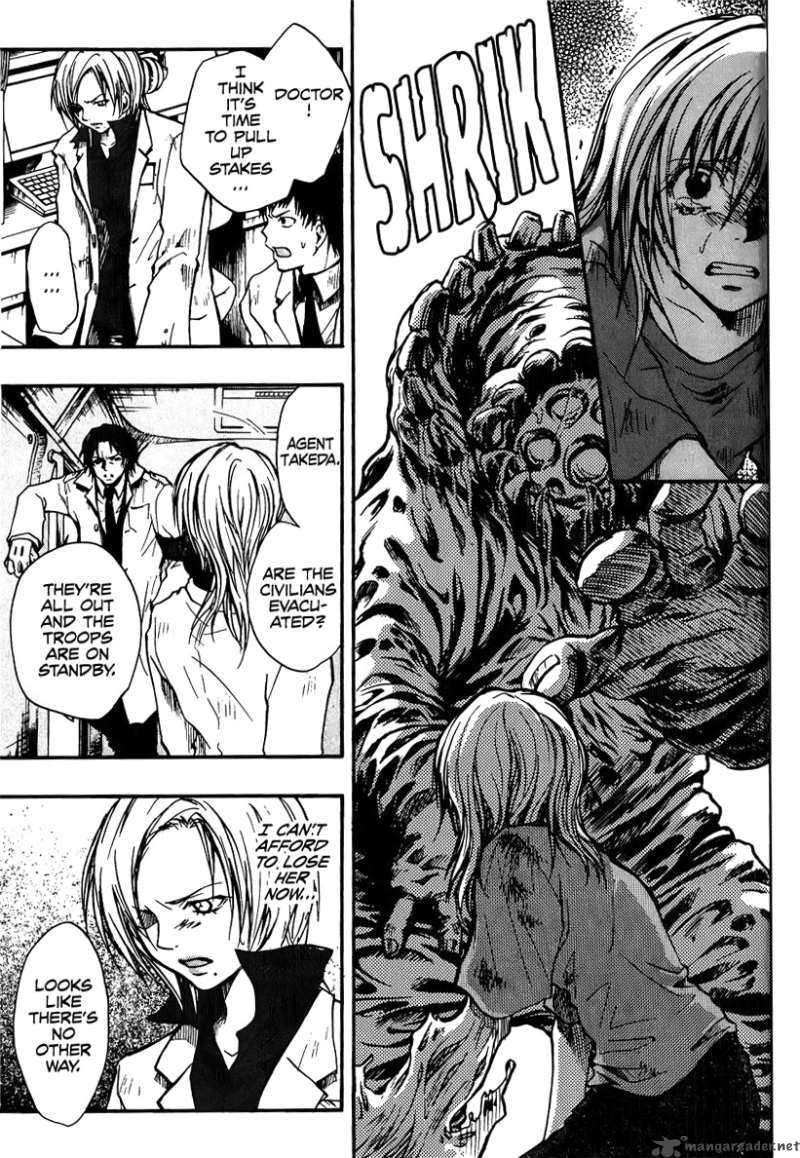 SHRIK
DOCTOR
!
I
THINK
IT'S
TIME
TO PULL
UP
STAKES
...
...
...
AGENT
TAKEDA.
ARE THE
CIVILIANS
EVACU-
ATED?
THEY'RE
ALL OUT
AND THE
TROOPS
ARE ON
STANDBY.
I CAN'T
AFFORD
TO LOSE
HER
NOW...
LOOKS
LIKE
THERE'S
NO
OTHER
WAY.
mangareader.net